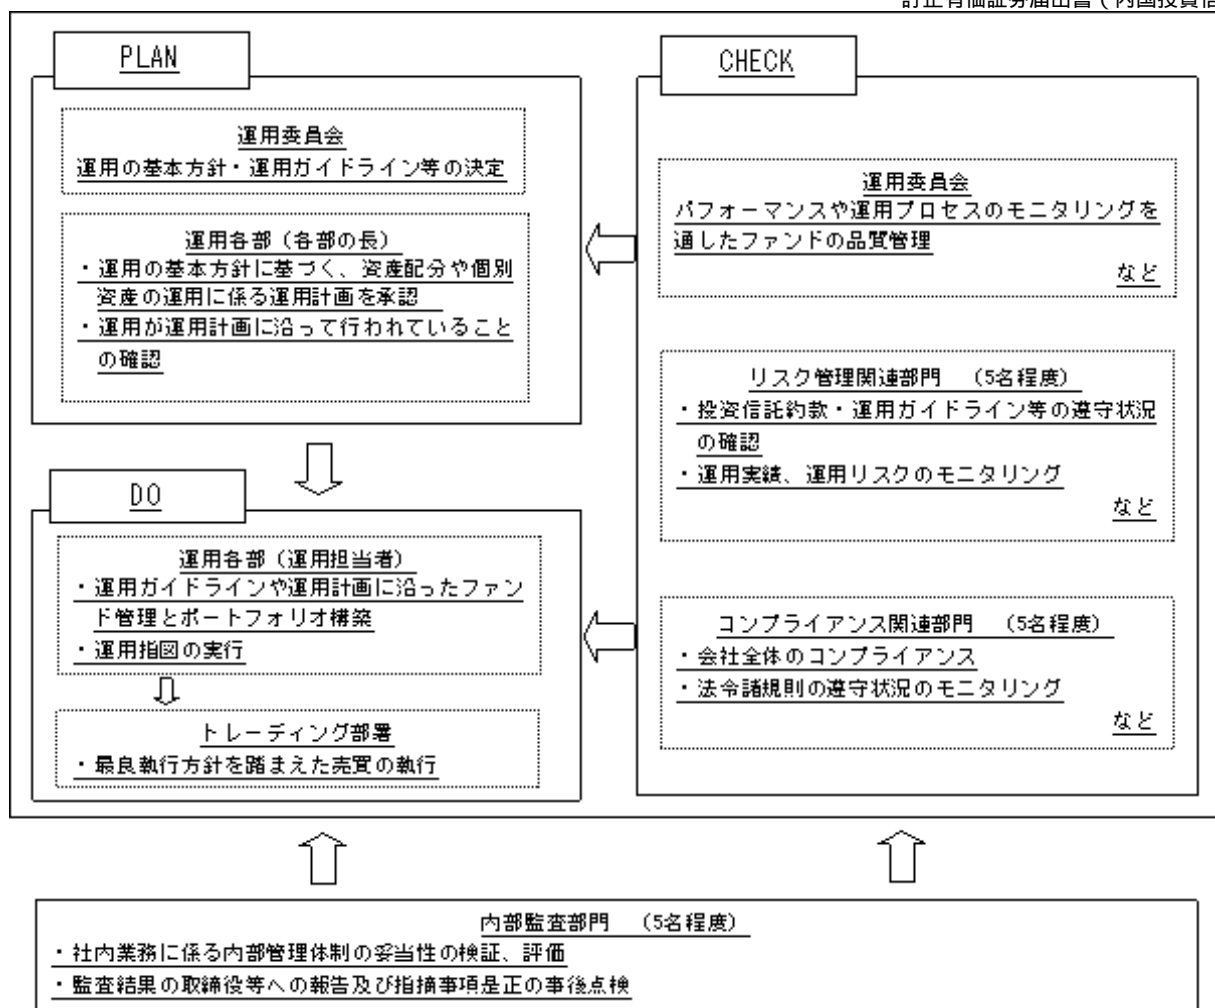 訂正有価証券届出書(内国投資信
PLAN
運用委員会
運用の基本方針・運用ガイドライン等の決定
運用各部(各部の長)
・運用の基本方針に基づく、資産配分や個別
資産の運用に係る運用計画を承認
・運用が運用計画に沿って行われていること
の確認
DO
運用各部(運用担当者)
・運用ガイドラインや運用計画に沿ったファン
ド管理とポートフォリオ構築
・運用指図の実行
トレーディング部署
・最良執行方針を踏まえた売買の執行
CHECK
運用委員会
パフォーマンスや運用プロセスのモニタリングを
通したファンドの品質管理
など
リスク管理関連部門 (5名程度)
・投資信託約款・運用ガイドライン等の遵守状況
の確認
・運用実績、運用リスクのモニタリング
など
コンプライアンス関連部門 (5名程度)
・会社全体のコンプライアンス
・法令諸規則の遵守状況のモニタリング
など
内部監査部門 (5名程度)
・社内業務に係る内部管理体制の妥当性の検証、評価
・監査結果の取締役等への報告及び指摘事項是正の事後点検